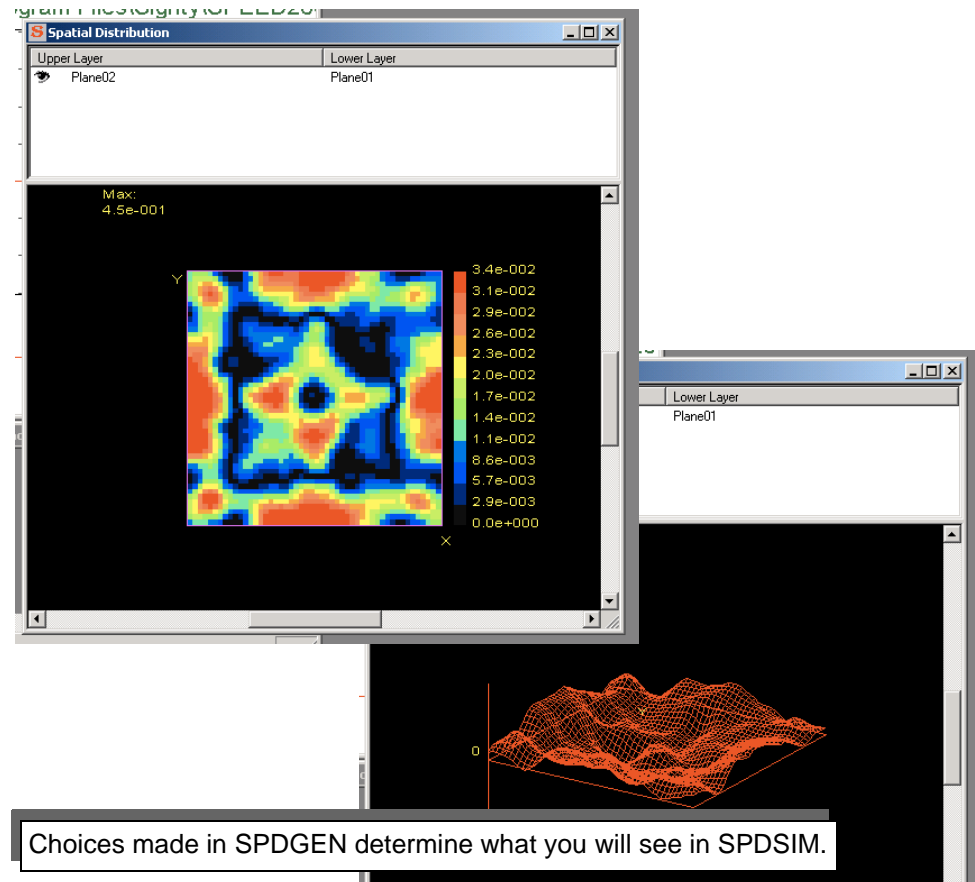 Spatial Distribution
Upper Layer Lower Layer
Plane02 Plane01
Max:
4.5e-001
Y
3.4e-002
3.1e-002
2.9e-002
2.6e-002
2.3e-002
2.0e-002
1.7e-002
1.4e-002
1.1e-002
8.6e-003
5.7e-003
2.9e-003
0.0e+000
X
Lower Layer
Plane01
Y
0
Choices made in SPDGEN determine what you will see in SPDSIM.